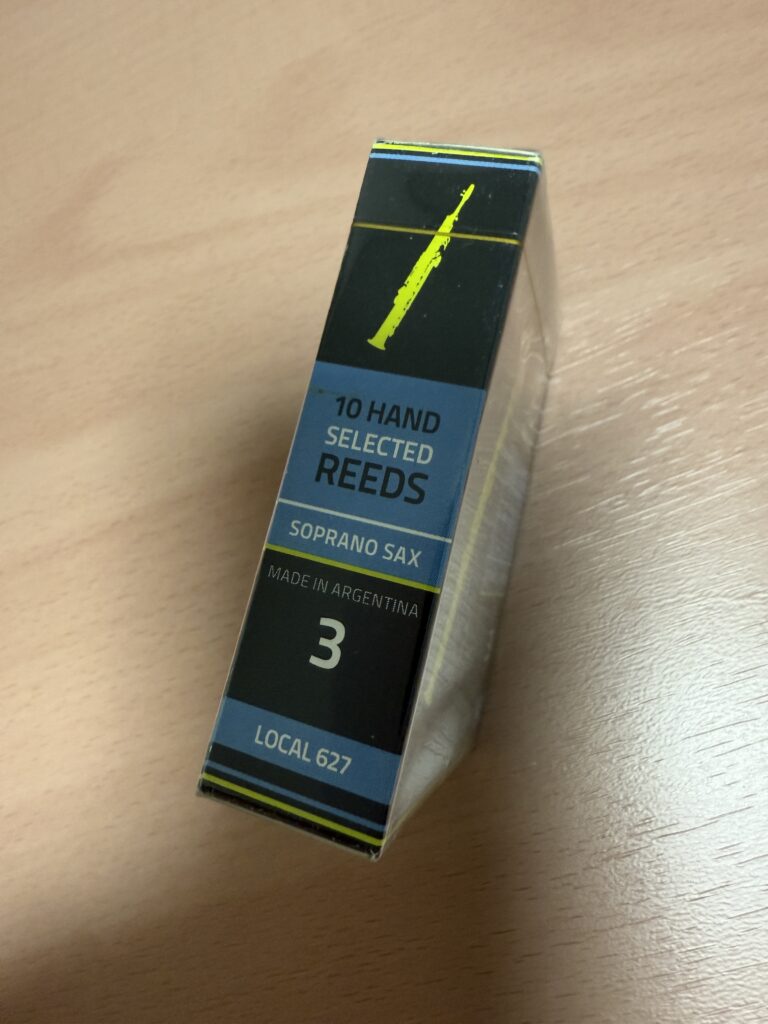 10 HAND
SELECTED
REEDS
SOPRANO SAX
MADE IN ARGENTINA
3
LOCAL 627